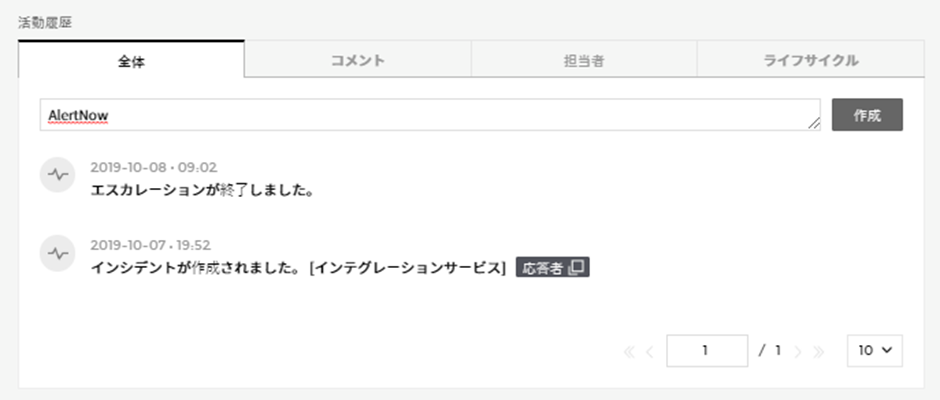 活動履歴
全体 コメント 担当者 ライフサイクル
AlertNow 作成
2019-10-08 • 09:02
エスカレーションが終了しました。
2019-10-07 • 19:52
インシデントが作成されました。 [インテグレーションサービス] 応答者
1 / 1 10